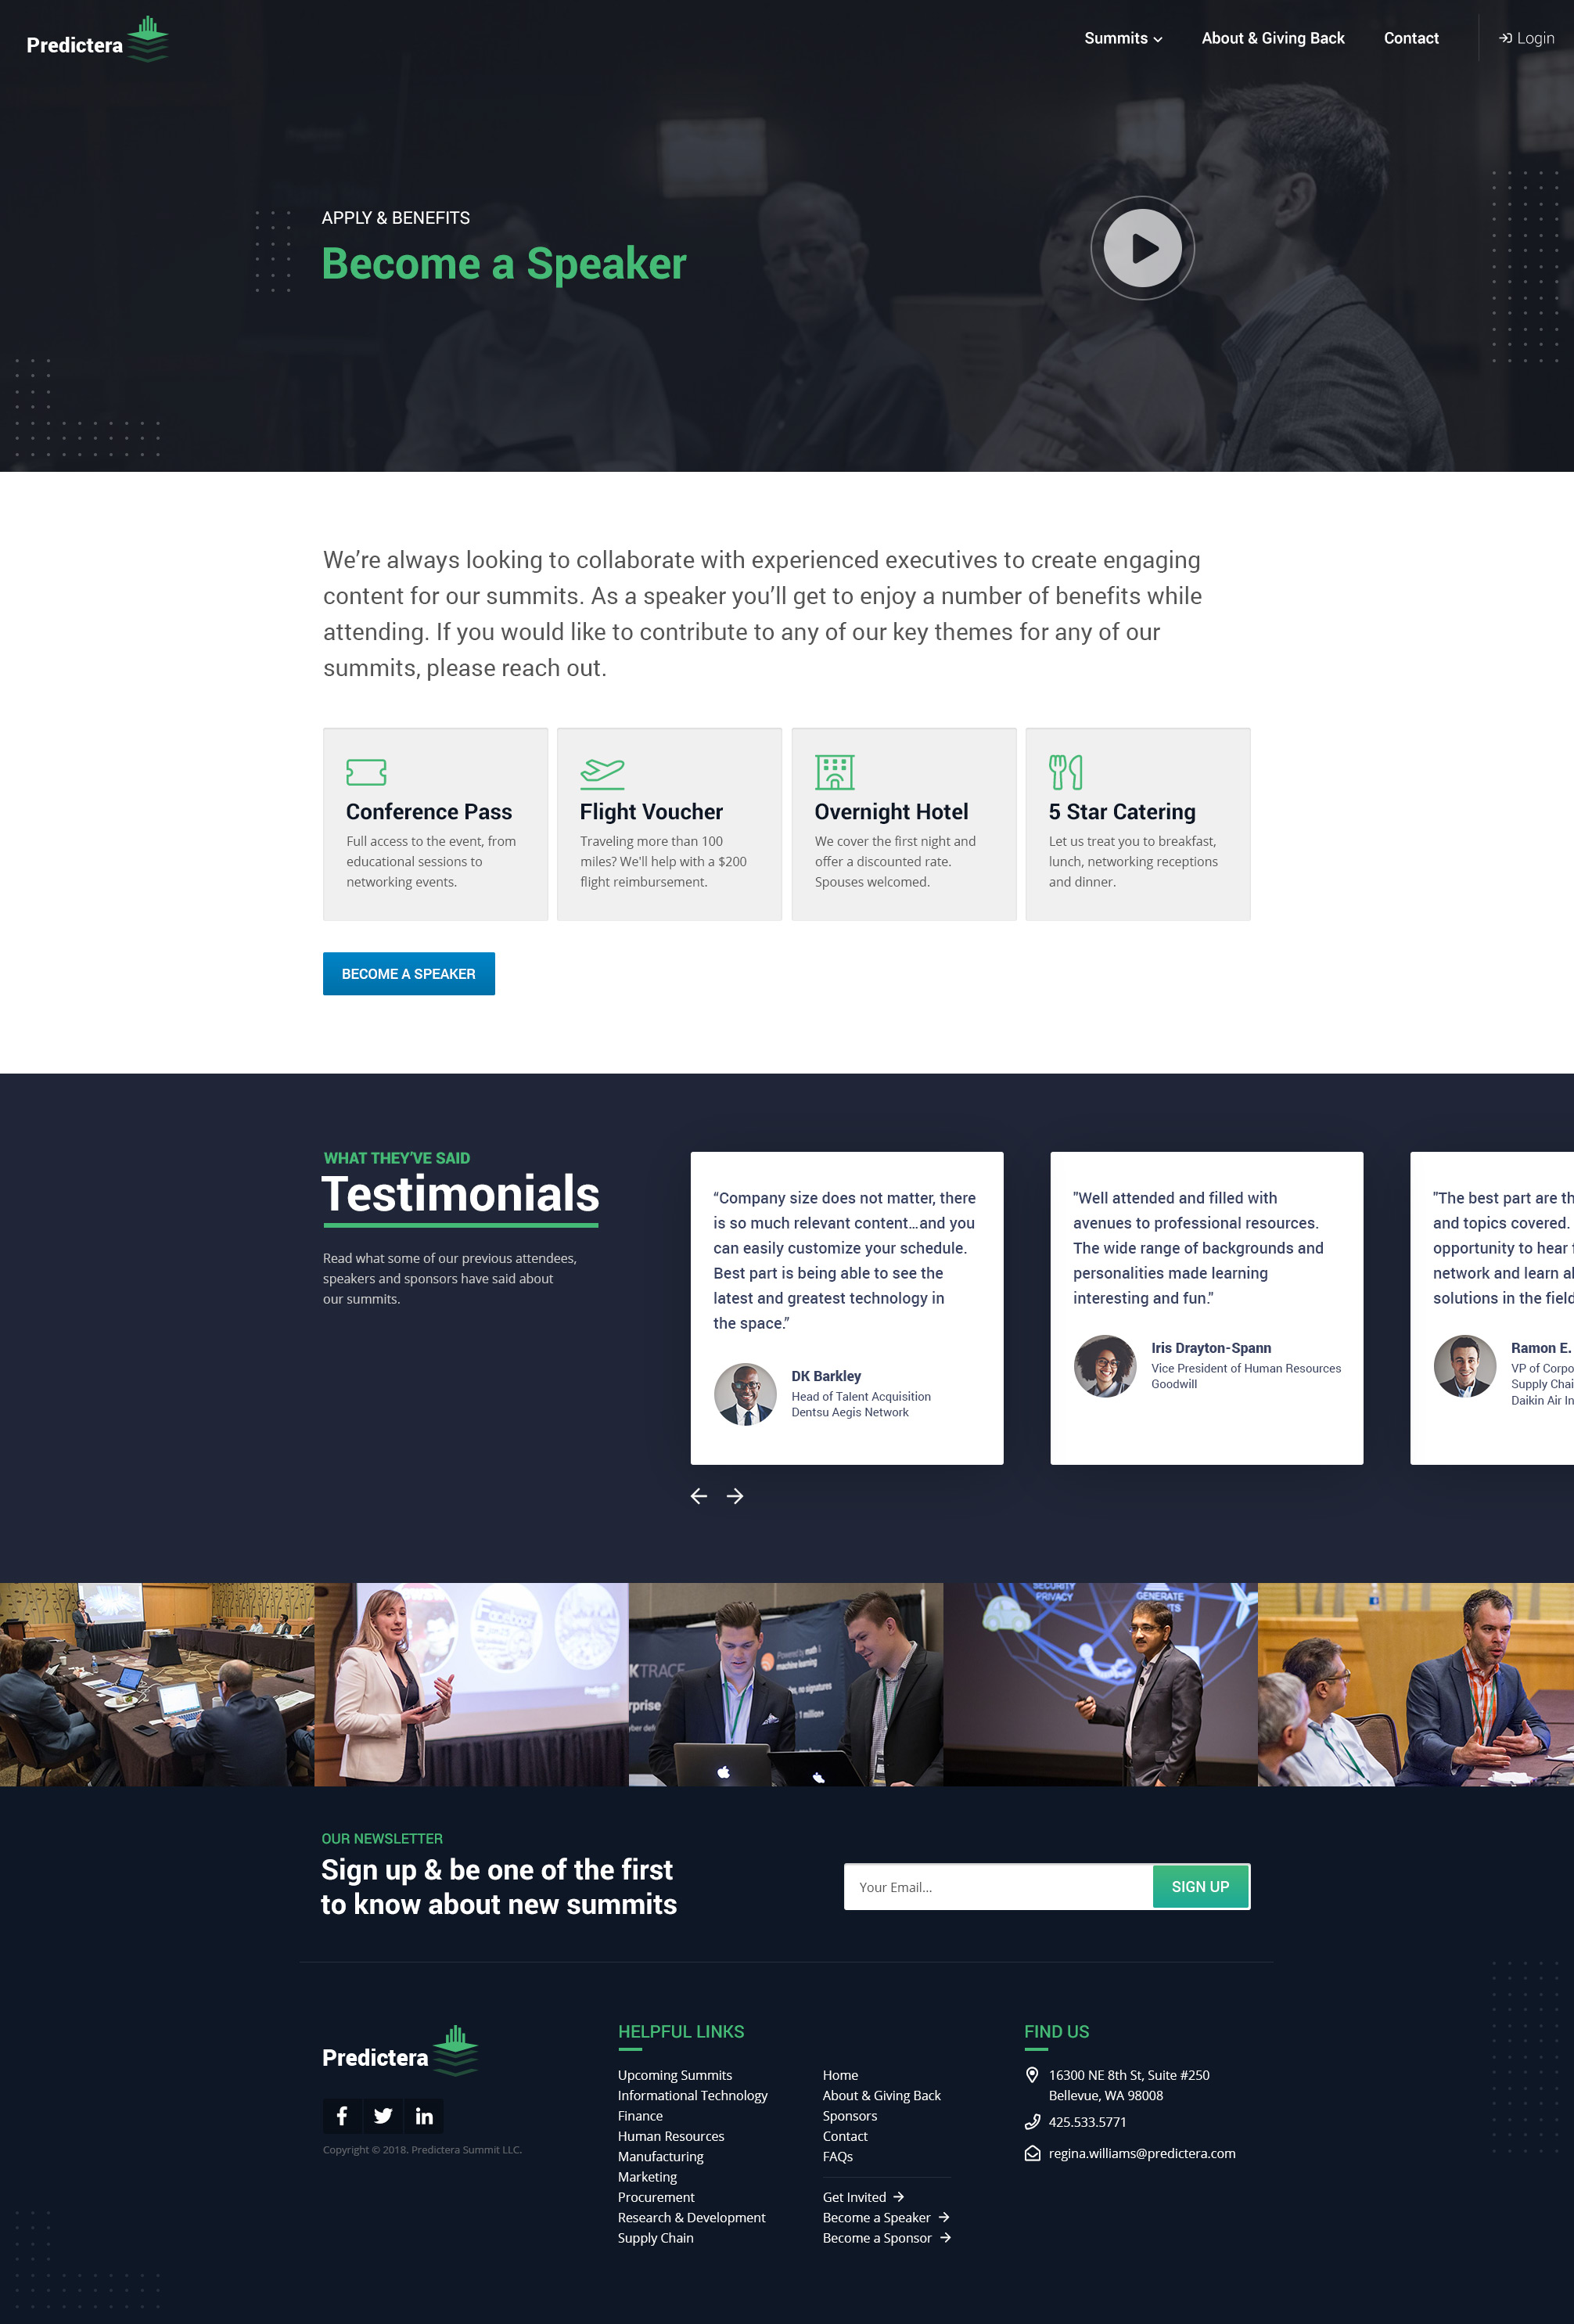 Predictera
Summits
About & Giving Back
Contact
Login
APPLY & BENEFITS
Become a Speaker
We’re always looking to collaborate with experienced executives to create engaging
content for our summits. As a speaker you’ll get to enjoy a number of benefits while
attending. If you would like to contribute to any of our key themes for any of our
summits, please reach out.
Conference Pass
Full access to the event, from
educational sessions to
networking events.
Flight Voucher
Traveling more than 100
miles? We'll help with a $200
flight reimbursement.
Overnight Hotel
We cover the first night and
offer a discounted rate.
Spouses welcomed.
5 Star Catering
Let us treat you to breakfast,
lunch, networking receptions
and dinner.
BECOME A SPEAKER
WHAT THEY’VE SAID
Testimonials
Read what some of our previous attendees,
speakers and sponsors have said about
our summits.
“Company size does not matter, there
is so much relevant content...and you
can easily customize your schedule.
Best part is being able to see the
latest and greatest technology in
the space.”
DK Barkley
Head of Talent Acquisition
Dentsu Aegis Network
"Well attended and filled with
avenues to professional resources.
The wide range of backgrounds and
personalities made learning
interesting and fun."
Iris Drayton-Spann
Vice President of Human Resources
Goodwill
"The best part are th
and topics covered.
opportunity to hear
network and learn
solutions in the field
Ramon E.
VP of Corpo
Supply Chai
Daikin Air In
SECURITY
PRIVACY
GENERATE
KTRACE
Powered by
machine learning
no signatures
1 million+
OUR NEWSLETTER
Sign up & be one of the first
to know about new summits
Your Email...
SIGN UP
Predictera
Copyright © 2018. Predictera Summit LLC.
HELPFUL LINKS
Upcoming Summits
Informational Technology
Finance
Human Resources
Manufacturing
Marketing
Procurement
Research & Development
Supply Chain
Home
About & Giving Back
Sponsors
Contact
FAQs
Get Invited
Become a Speaker
Become a Sponsor
FIND US
16300 NE 8th St, Suite #250
Bellevue, WA 98008
425.533.5771
regina.williams@predictera.com